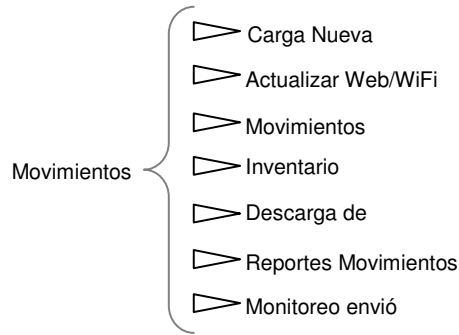 Carga Nueva
Actualizar Web/WiFi
Movimientos
Movimientos
Inventario
Descarga de
Reportes Movimientos
Monitoreo envió